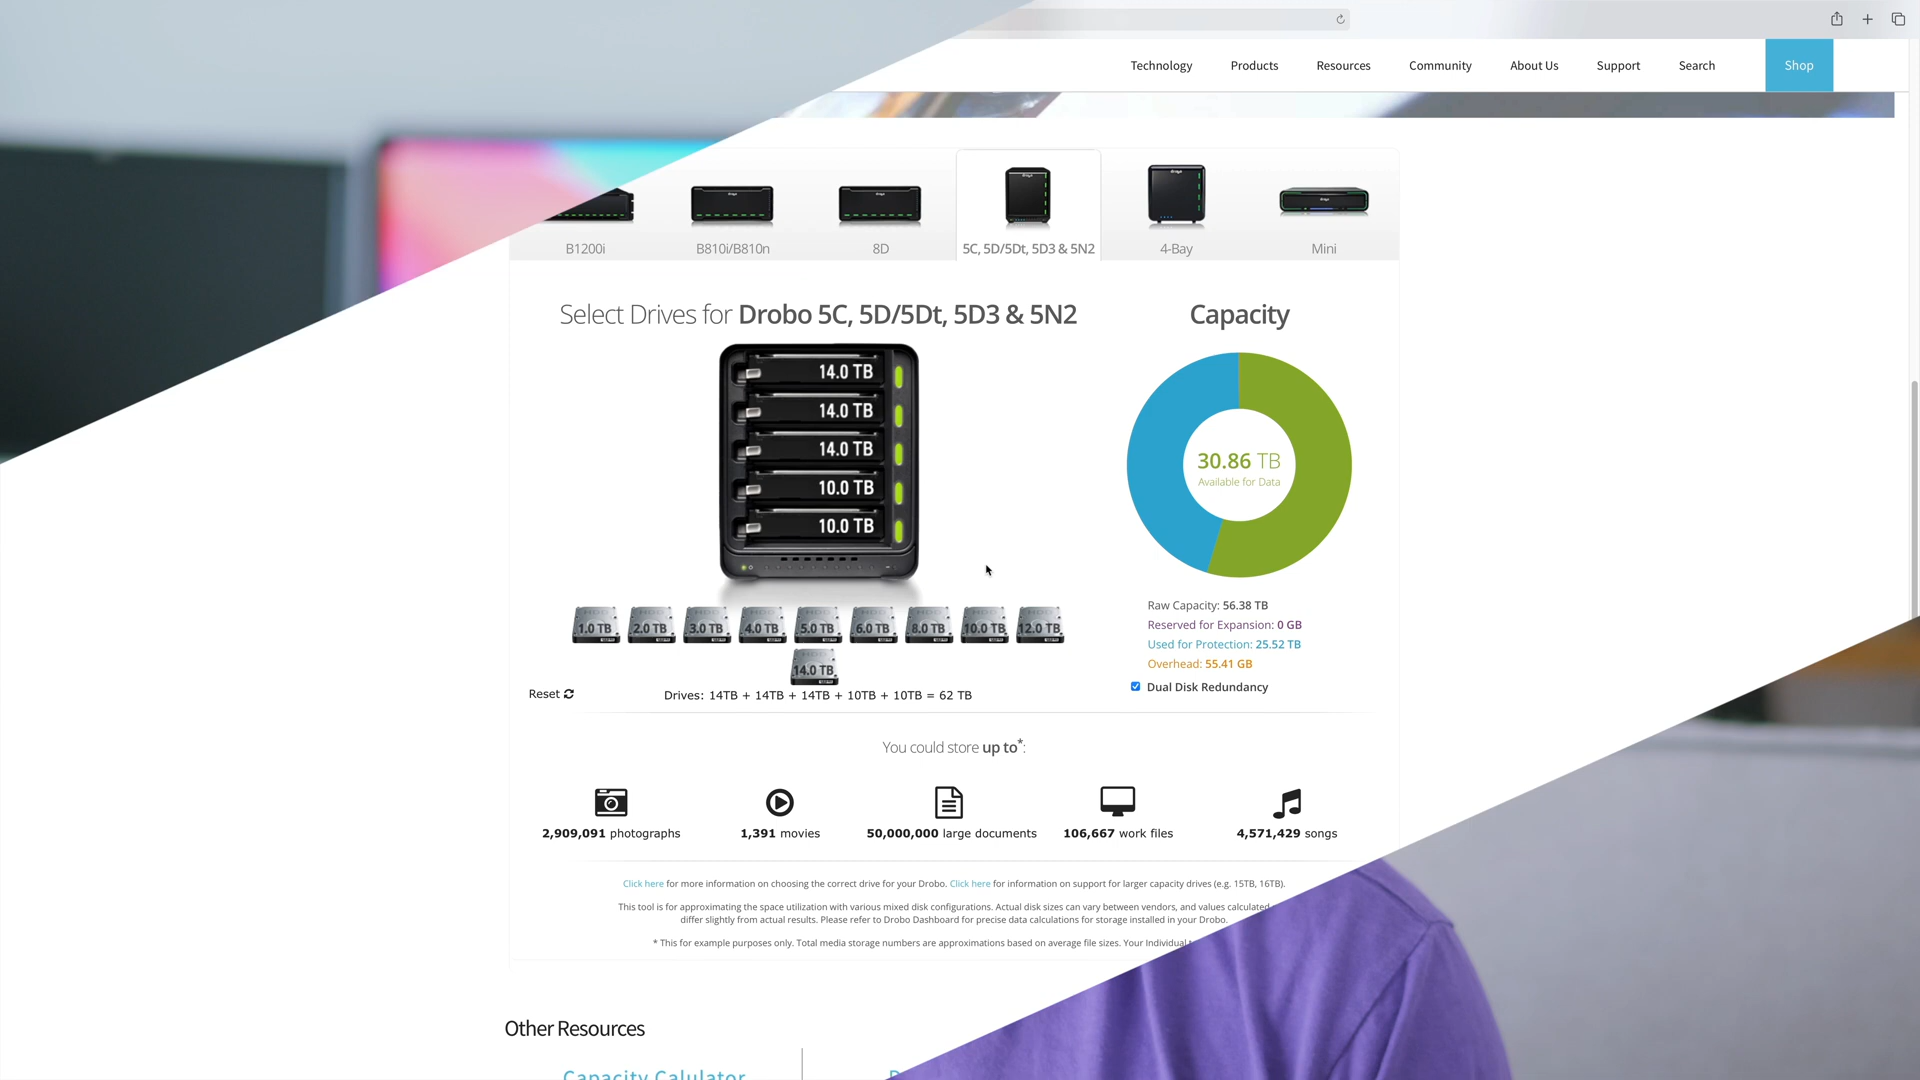 Technology Products Resources Community About Us Support Search Shop
B1200i B810i/B810n 8D 5C, 5D/5Dt, 5D3 & 5N2 4-Bay Mini
Select Drives for Drobo 5C, 5D/5Dt, 5D3 & 5N2
Capacity
14.0 TB
14.0 TB
14.0 TB
10.0 TB
10.0 TB
30.86 TB
Available for Data
1.0 TB 2.0 TB 3.0 TB 4.0 TB 5.0 TB 6.0 TB 8.0 TB 10.0 TB 12.0 TB
14.0 TB
Raw Capacity: 56.38 TB
Reserved for Expansion: 0 GB
Used for Protection: 25.52 TB
Overhead: 55.41 GB
Dual Disk Redundancy
Reset
Drives: 14TB + 14TB + 14TB + 10TB + 10TB = 62 TB
You could store up to*:
2,909,091 photographs 1,391 movies 50,000,000 large documents 106,667 work files 4,571,429 songs
Click here for more information on choosing the correct drive for your Drobo. Click here for information on support for larger capacity drives (e.g. 15TB, 16TB).
This tool is for approximating the space utilization with various mixed disk configurations. Actual disk sizes can vary between vendors, and values calculated
differ slightly from actual results. Please refer to Drobo Dashboard for precise data calculations for storage installed in your Drobo.
* This for example purposes only. Total media storage numbers are approximations based on average file sizes. Your Individual
Other Resources
Capacity Calulator